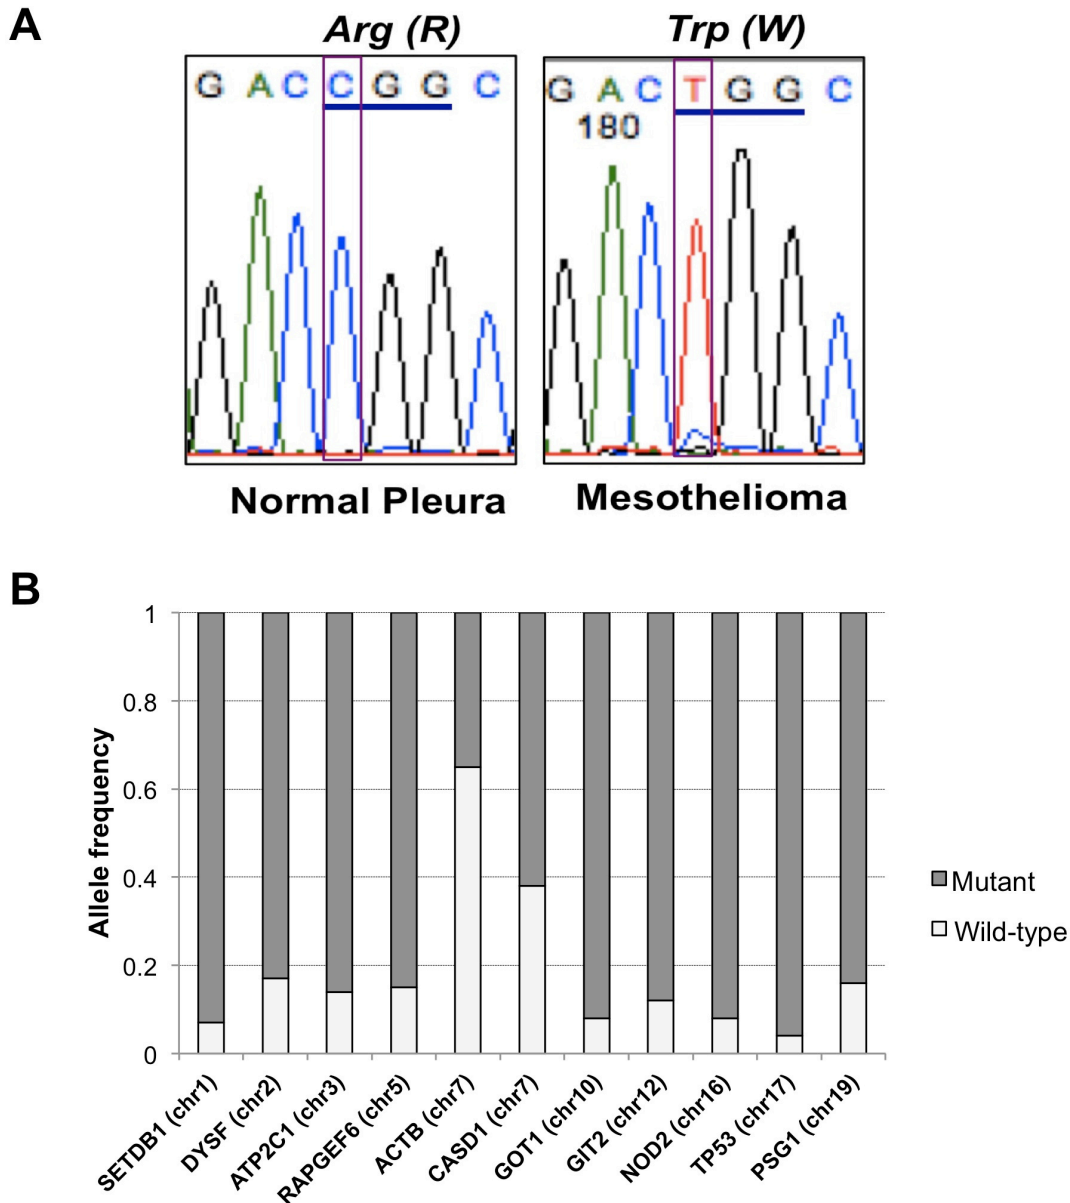 A
Arg (R) Trp (W)
G A C C G G C
G A C T G G C
180
Normal Pleura
Mesothelioma
B
Allele frequency
1
0.8
0.6
0.4
0.2
0
SETDB1 (chr1)
DYSF (chr2)
ATP2C1 (chr3)
RAPGEF6 (chr5)
ACTB (chr7)
CASD1 (chr7)
GOT1 (chr10)
GIT2 (chr12)
NOD2 (chr16)
TP53 (chr17)
PSG1 (chr19)
Mutant
Wild-type